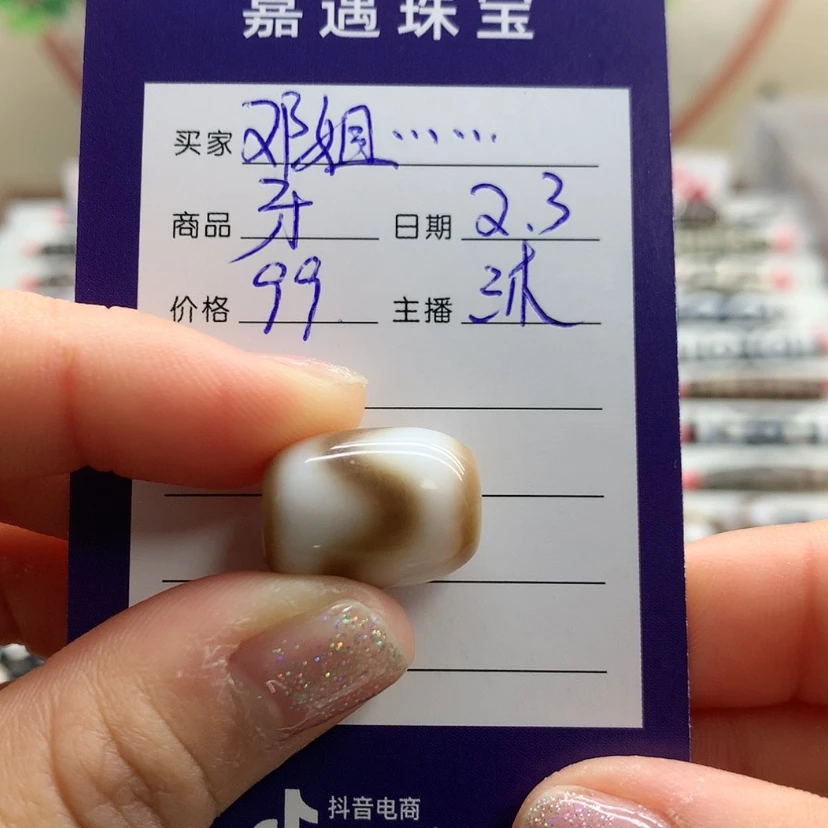 嘉遇珠宝
买家 邓姐……
商品 牙 日期 2.3
价格 99 主播
抖音电商